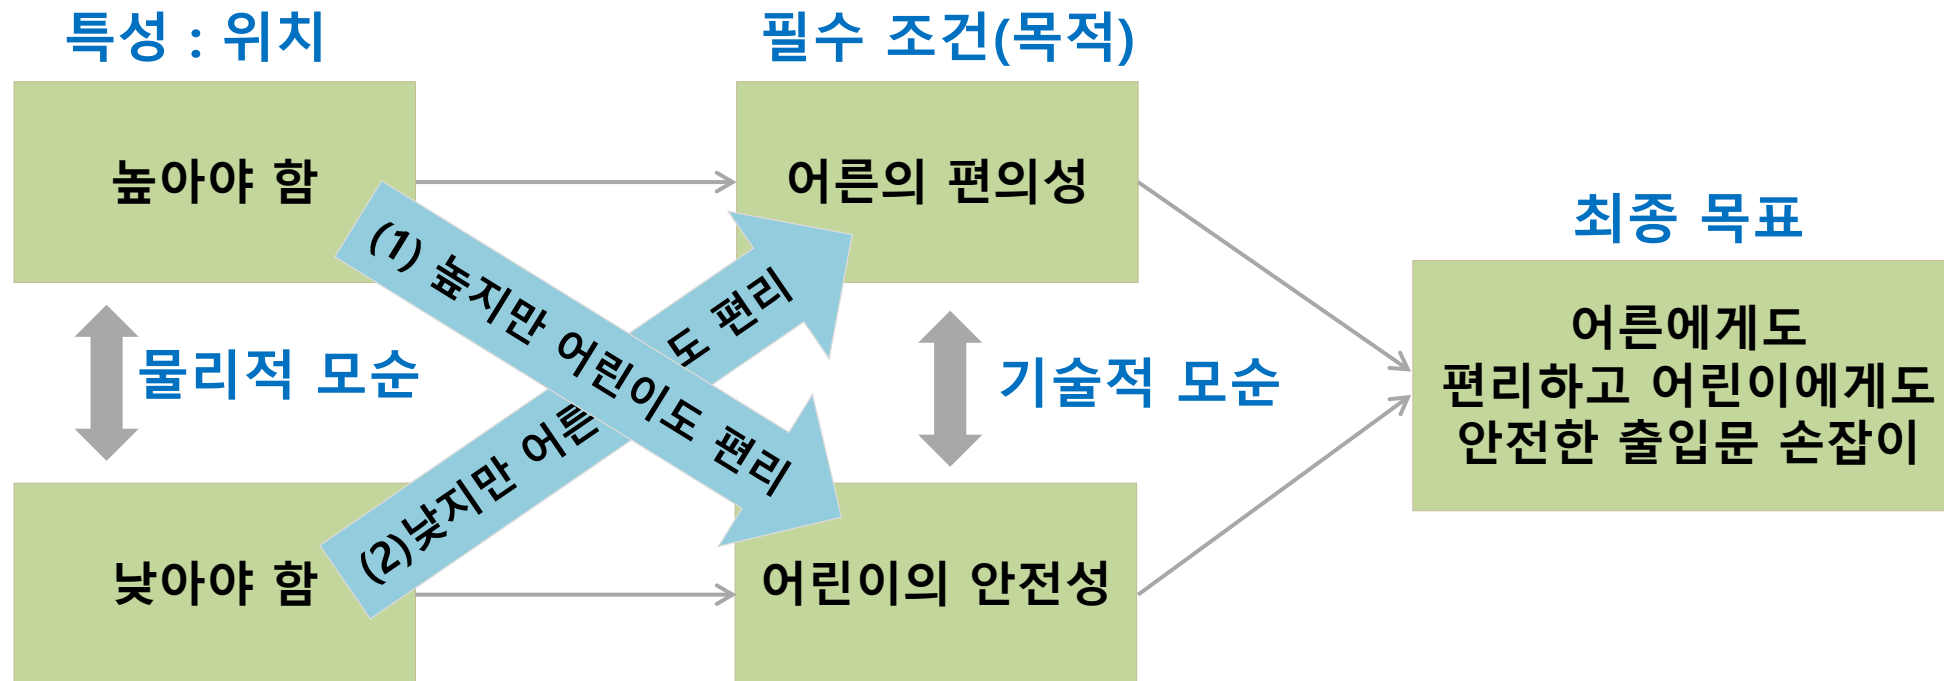 특성 : 위치
필수 조건(목적)
높아야 함
어른의 편의성
최종 목표
(1) 높지만 어린이도 편리
(2)낮지만 어른 도 편리
물리적 모순
기술적 모순
어른에게도
편리하고 어린이에게도
안전한 출입문 손잡이
낮아야 함
어린이의 안전성